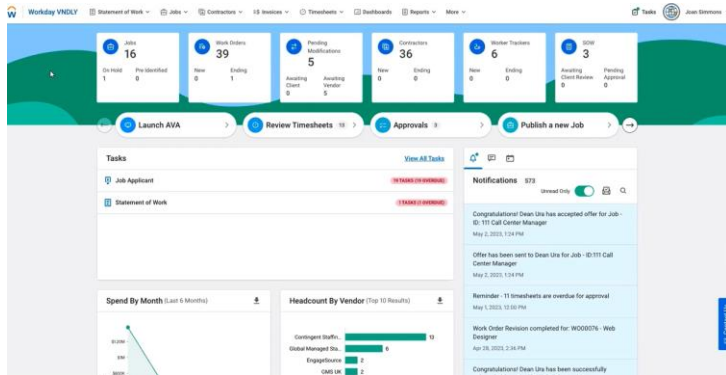 Workday VNDLY
Statement of Work
Jobs
Contractors
Invoices
Timesheets
Dashboards
Reports
More
Tasks
Joan Simmons
Jobs
16
On Hold
1
Pre-Identified
0
Work Orders
39
New
0
Ending
1
Pending Modifications
5
Awaiting Client
0
Awaiting Vendor
5
Contractors
36
New
0
Ending
0
Worker Trackers
6
New
0
Ending
0
SOW
3
Awaiting Client Review
0
Pending Approval
0
Launch AVA
Review Timesheets 13
Approvals
Publish a new Job
Tasks
View All Tasks
Job Applicant
Statement of Work
Notifications 573
Unread Only
Congratulations! Dean Ura has accepted offer for Job - ID: 111 Call Center Manager
May 2, 2023, 1:24 PM
Offer has been sent to Dean Ura for Job - ID:111 Call Center Manager
May 2, 2023, 1:24 PM
Reminder - 11 timesheets are overdue for approval
May 1, 2023, 12:00 PM
Work Order Revision completed for: WO00076 - Web Designer
Apr 28, 2023, 2:34 PM
Congratulations! Dean Ura has been successfully
Spend By Month (Last 6 Months)
Headcount By Vendor (Top 10 Results)
Contingent Staffin...
13
Global Managed Sta...
6
EngageSource
2
CMS UK
2